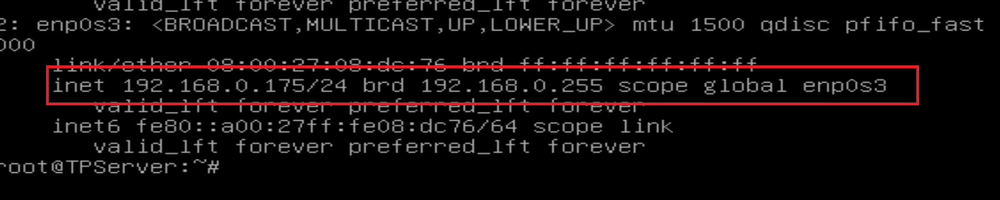 valid_lft forever preferred_lft forever
2: enp0s3: <BROADCAST,MULTICAST,UP,LOWER_UP> mtu 1500 qdisc pfifo_fast
000
link/ether 08:00:27:08:dc:76 brd ff:ff:ff:ff:ff:ff
inet 192.168.0.175/24 brd 192.168.0.255 scope global enp0s3
valid_lft forever preferred_lft forever
inet6 fe80::a00:27ff:fe08:dc76/64 scope link
valid_lft forever preferred_lft forever
root@TPServer:~#